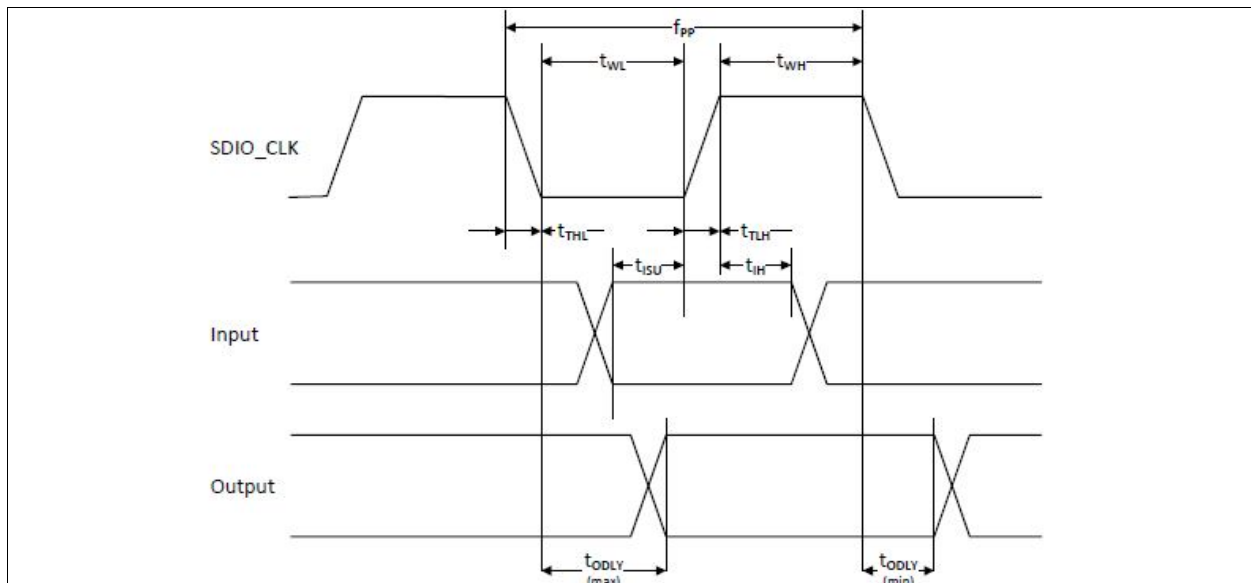 fPP
tWL
tWH
SDIO_CLK
tTHL
tTLH
tISU
tIH
Input
Output
tODLY
(max)
tODLY
(min)